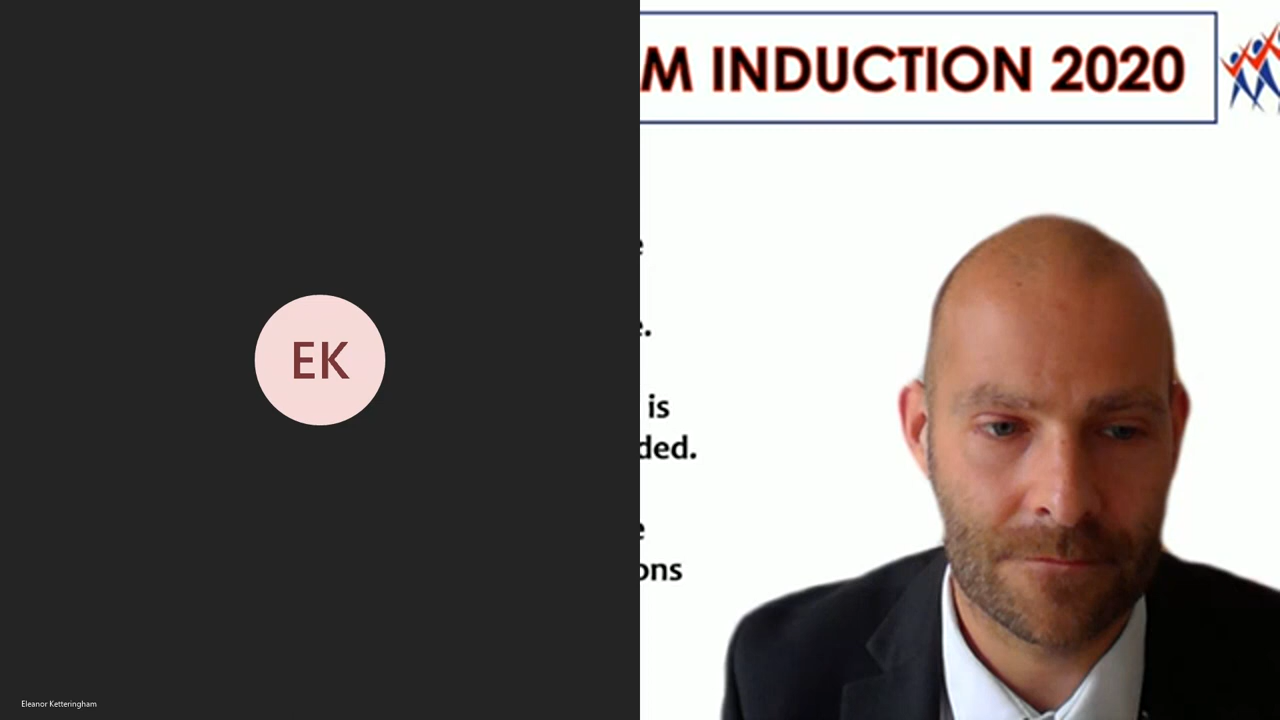 M INDUCTION 2020
e
e.
is
ded.
e
ons
EK
Eleanor Ketteringham